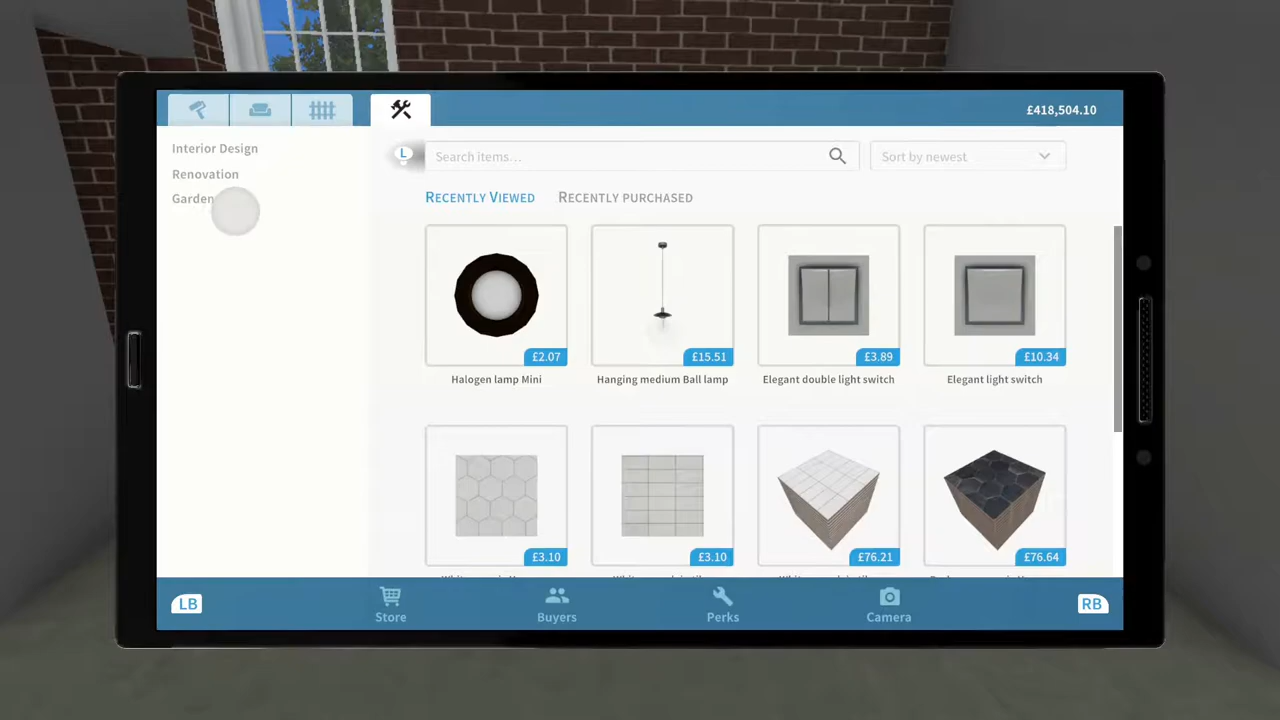 £418,504.10
Interior Design
Renovation
Garden
L
Search items...
Sort by newest
RECENTLY VIEWED
RECENTLY PURCHASED
£2.07
£15.51
£3.89
£10.34
Halogen lamp Mini
Hanging medium Ball lamp
Elegant double light switch
Elegant light switch
£3.10
£3.10
£76.21
£76.64
LB
Store
Buyers
Perks
Camera
RB